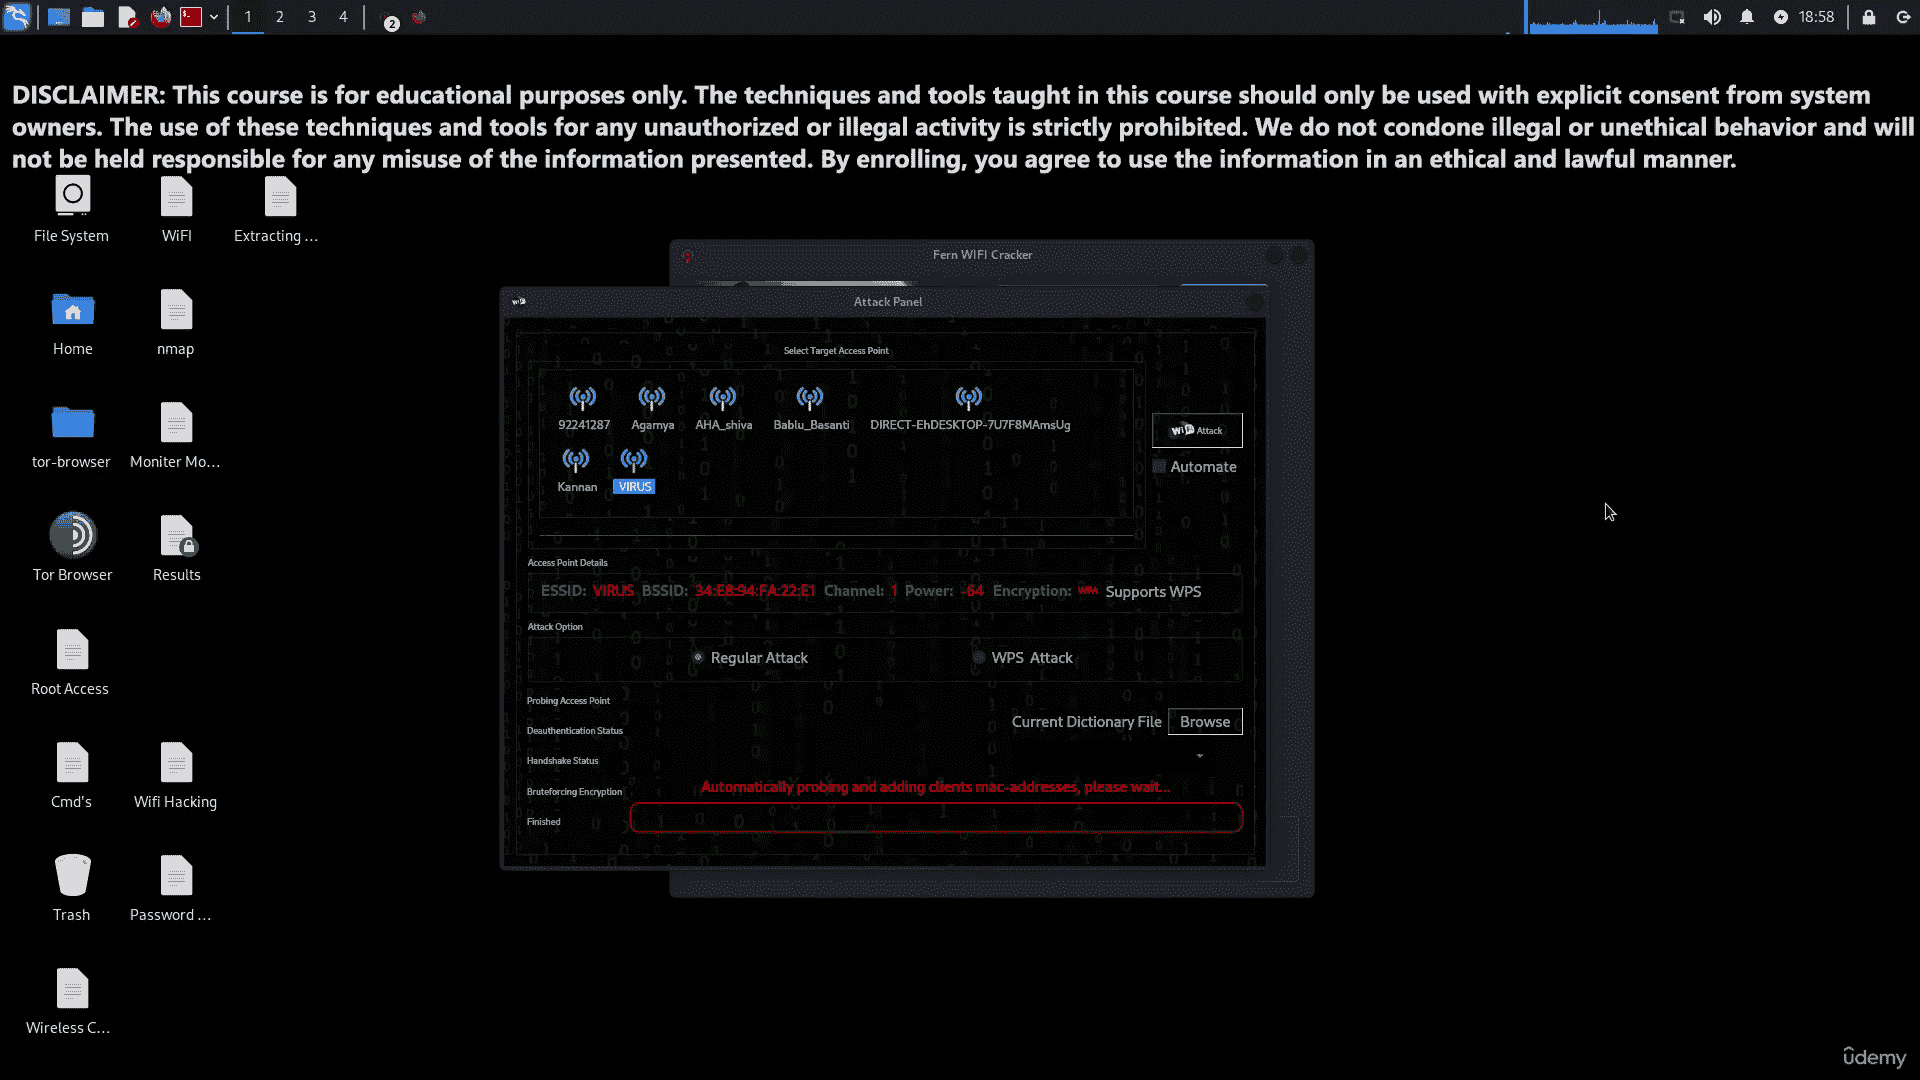 1 2 3 4 2 18:58
DISCLAIMER: This course is for educational purposes only. The techniques and tools taught in this course should only be used with explicit consent from system
owners. The use of these techniques and tools for any unauthorized or illegal activity is strictly prohibited. We do not condone illegal or unethical behavior and will
not be held responsible for any misuse of the information presented. By enrolling, you agree to use the information in an ethical and lawful manner.
File System
WiFI
Extracting ...
Home
nmap
tor-browser
Moniter Mo...
Tor Browser
Results
Root Access
Cmd's
Wifi Hacking
Trash
Password ...
Wireless C...
Fern WIFI Cracker
Attack Panel
Select Target Access Point
92241287
Agamya
AHA_shiva
Bablu_Basanti
DIRECT-EhDESKTOP-7U7F8MAmsUg
Kannan
VIRUS
WiFi Attack
Automate
Access Point Details
ESSID: VIRUS BSSID: 34:E8:94:FA:22:E1 Channel: 1 Power: -64 Encryption: WPA Supports WPS
Attack Option
Regular Attack
WPS Attack
Probing Access Point
Current Dictionary File Browse
Deauthentication Status
Handshake Status
Automatically probing and adding clients mac-addresses, please wait...
Bruteforcing Encryption
Finished
ûdemy